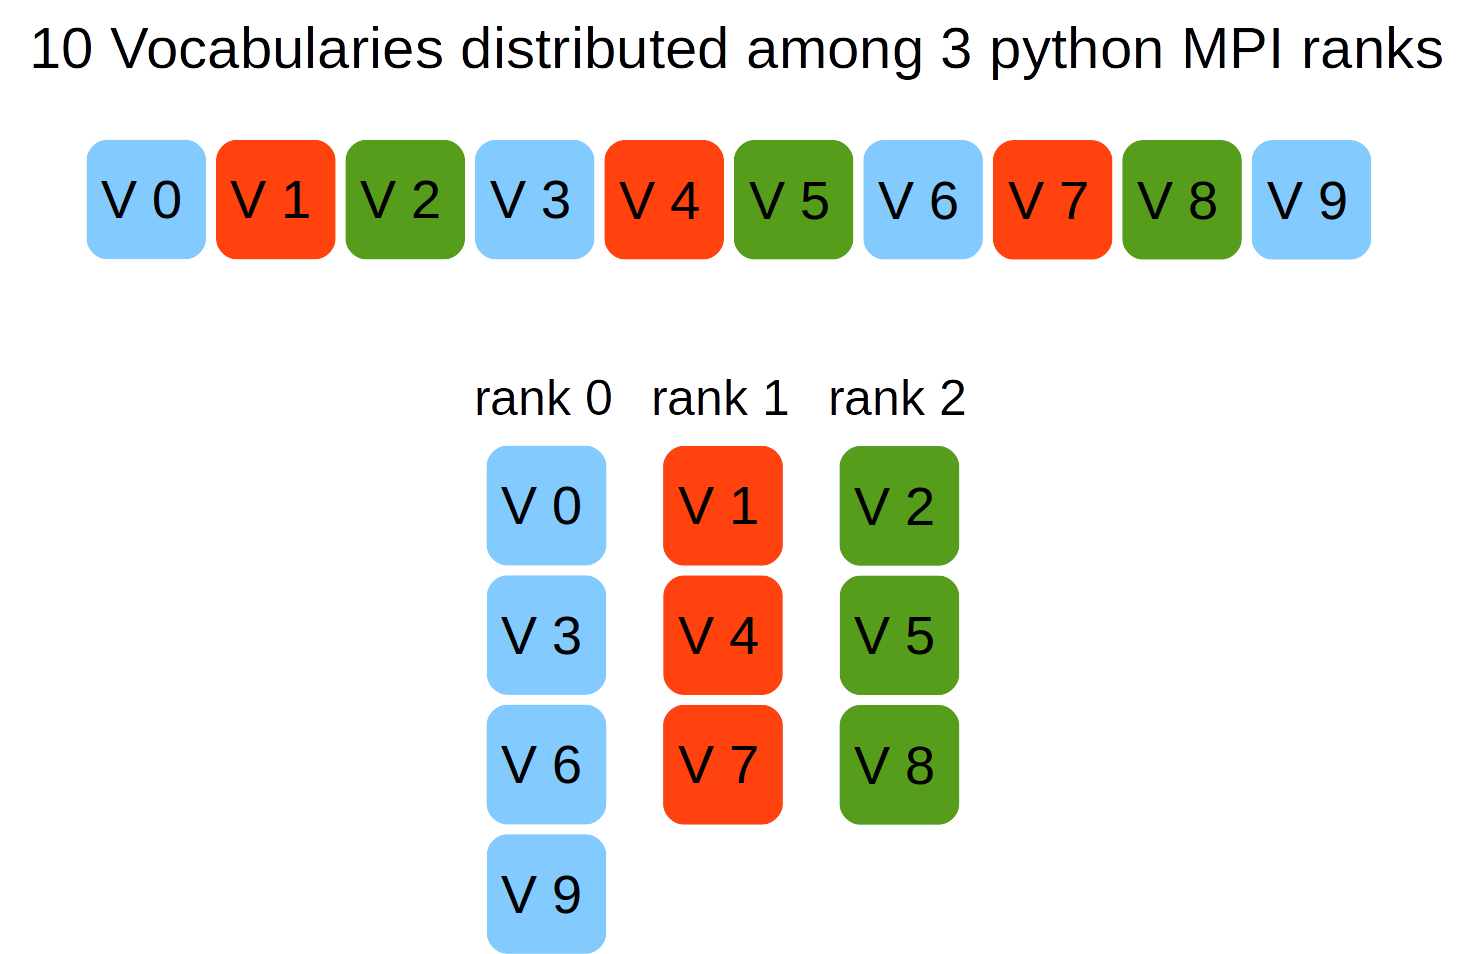 10 Vocabularies distributed among 3 python MPI ranks
V 0 V 1 V 2 V 3 V 4 V 5 V 6 V 7 V 8 V 9
rank 0 rank 1 rank 2
V 0 V 1 V 2
V 3 V 4 V 5
V 6 V 7 V 8
V 9